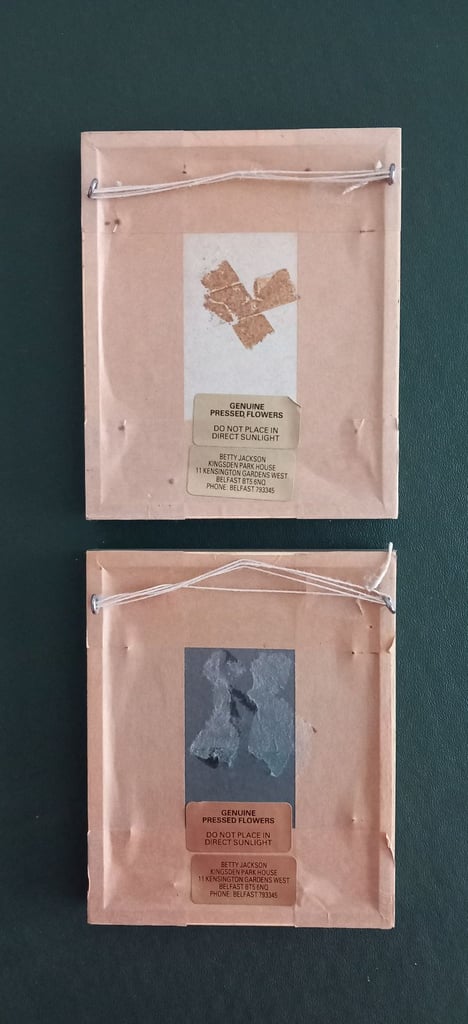 GENUINE
PRESSED FLOWERS
DO NOT PLACE IN
DIRECT SUNLIGHT
BETTY JACKSON
KINGSDEN PARK HOUSE
11 KENSINGTON GARDENS WEST
BELFAST BT5 6NQ
PHONE: BELFAST 793345
GENUINE
PRESSED FLOWERS
DO NOT PLACE IN
DIRECT SUNLIGHT
BETTY JACKSON
KINGSDEN PARK HOUSE
11 KENSINGTON GARDENS WEST
BELFAST BT5 6NQ
PHONE: BELFAST 793345